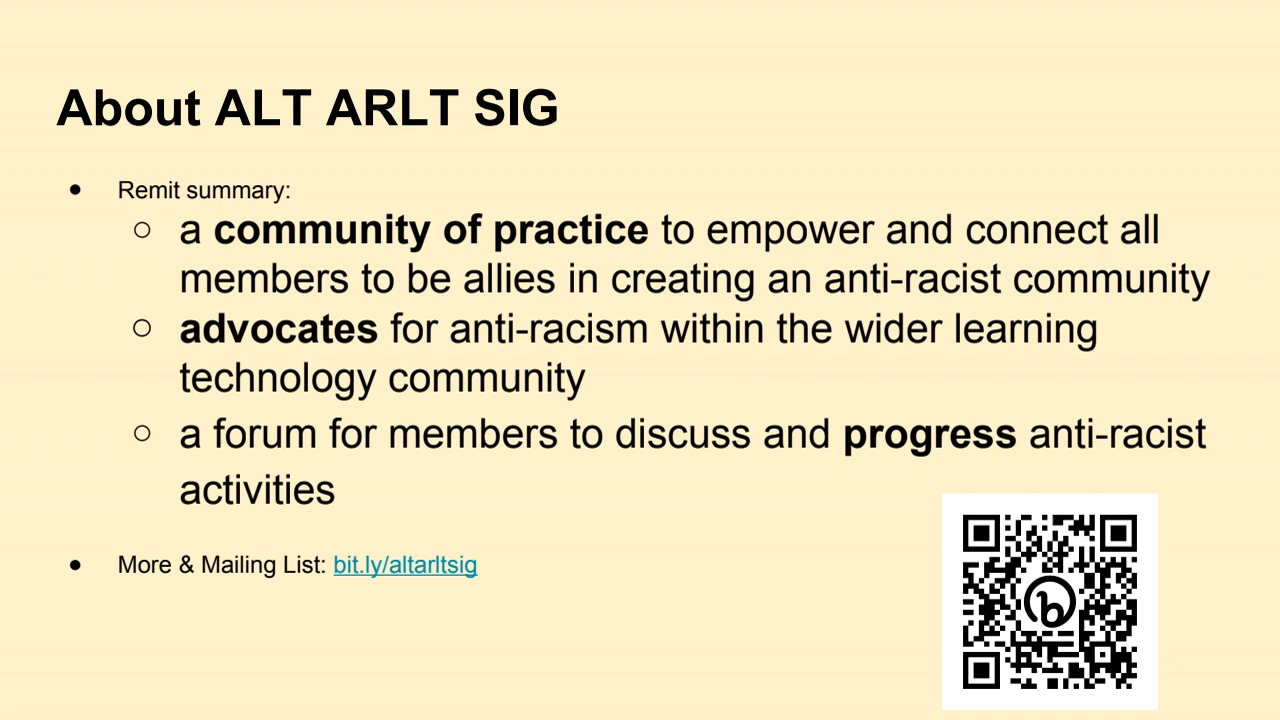 About ALT ARLT SIG
● Remit summary:
○ a community of practice to empower and connect all
members to be allies in creating an anti-racist community
○ advocates for anti-racism within the wider learning
technology community
○ a forum for members to discuss and progress anti-racist
activities
● More & Mailing List: bit.ly/altarltsig